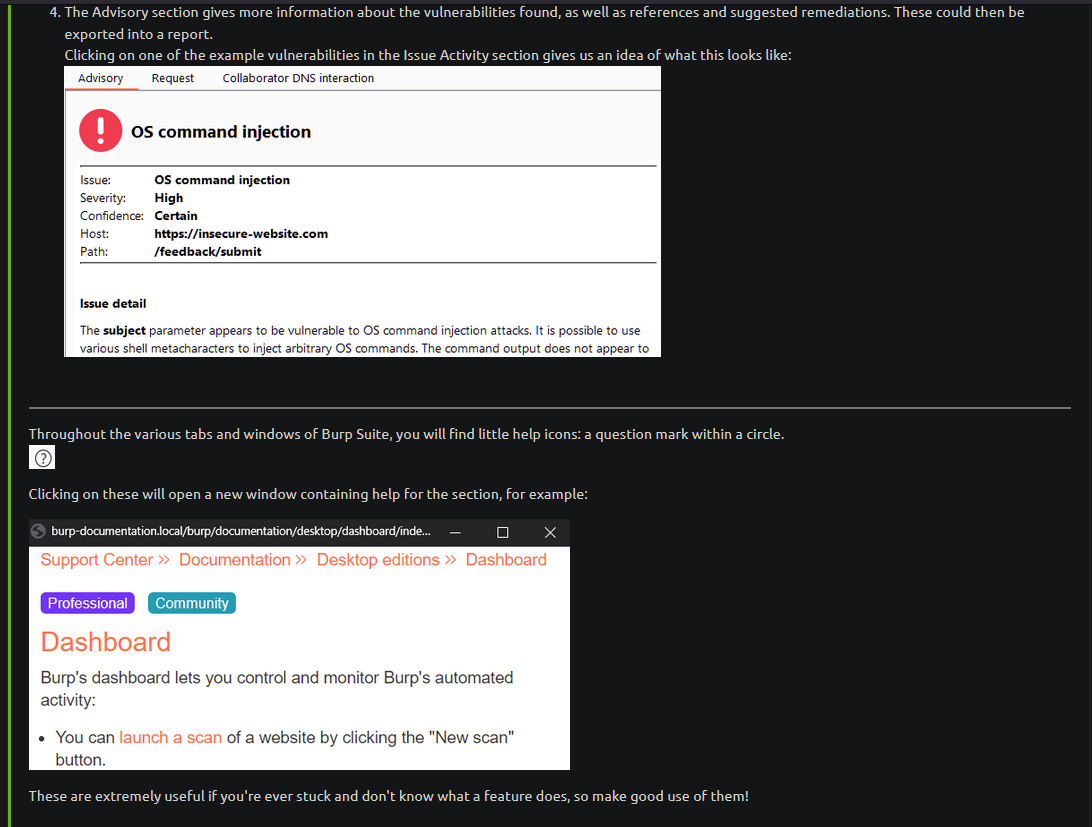 4. The Advisory section gives more information about the vulnerabilities found, as well as references and suggested remediations. These could then be
exported into a report.
Clicking on one of the example vulnerabilities in the Issue Activity section gives us an idea of what this looks like:
Advisory Request Collaborator DNS interaction
OS command injection
Issue: OS command injection
Severity: High
Confidence: Certain
Host: https://insecure-website.com
Path: /feedback/submit
Issue detail
The subject parameter appears to be vulnerable to OS command injection attacks. It is possible to use
various shell metacharacters to inject arbitrary OS commands. The command output does not appear to
Throughout the various tabs and windows of Burp Suite, you will find little help icons: a question mark within a circle.
?
Clicking on these will open a new window containing help for the section, for example:
burp-documentation.local/burp/documentation/desktop/dashboard/inde...
Support Center >> Documentation >> Desktop editions >> Dashboard
Professional Community
Dashboard
Burp's dashboard lets you control and monitor Burp's automated
activity:
• You can launch a scan of a website by clicking the "New scan"
button.
These are extremely useful if you're ever stuck and don't know what a feature does, so make good use of them!